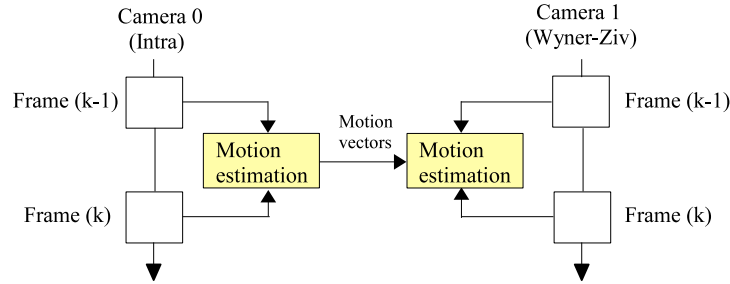 Camera 0
(Intra)
Camera 1
(Wyner-Ziv)
Frame (k-1)
Frame (k-1)
Motion
vectors
Motion
estimation
Motion
estimation
Frame (k)
Frame (k)